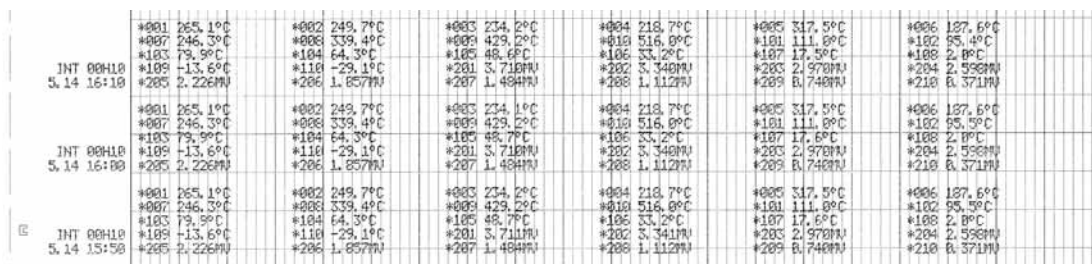 *001 265.1°C *002 249.7°C *003 234.2°C *004 218.7°C *005 317.5°C *006 187.6°C
*007 246.3°C *008 339.4°C *009 429.2°C *010 516.0°C *101 111.0°C *102 95.4°C
*103 79.9°C *104 64.3°C *105 48.6°C *106 33.2°C *107 17.5°C *108 2.0°C
INT 00H10 *109 -13.6°C *110 -29.1°C *201 3.710MV *202 3.340MV *203 2.970MV *204 2.598MV
5.14 16:10 *205 2.226MV *206 1.857MV *207 1.484MV *208 1.112MV *209 0.740MV *210 0.371MV
*001 265.1°C *002 249.7°C *003 234.1°C *004 218.7°C *005 317.5°C *006 187.6°C
*007 246.3°C *008 339.4°C *009 429.2°C *010 516.0°C *101 111.0°C *102 95.5°C
*103 79.9°C *104 64.3°C *105 48.7°C *106 33.2°C *107 17.6°C *108 2.0°C
INT 00H10 *109 -13.6°C *110 -29.1°C *201 3.710MV *202 3.340MV *203 2.970MV *204 2.598MV
5.14 16:00 *205 2.226MV *206 1.857MV *207 1.484MV *208 1.112MV *209 0.740MV *210 0.371MV
*001 265.1°C *002 249.7°C *003 234.2°C *004 218.7°C *005 317.5°C *006 187.6°C
*007 246.3°C *008 339.4°C *009 429.2°C *010 516.0°C *101 111.0°C *102 95.5°C
*103 79.9°C *104 64.3°C *105 48.7°C *106 33.2°C *107 17.6°C *108 2.0°C
INT 00H10 *109 -13.6°C *110 -29.1°C *201 3.711MV *202 3.341MV *203 2.970MV *204 2.598MV
5.14 15:50 *205 2.226MV *206 1.857MV *207 1.484MV *208 1.112MV *209 0.740MV *210 0.371MV